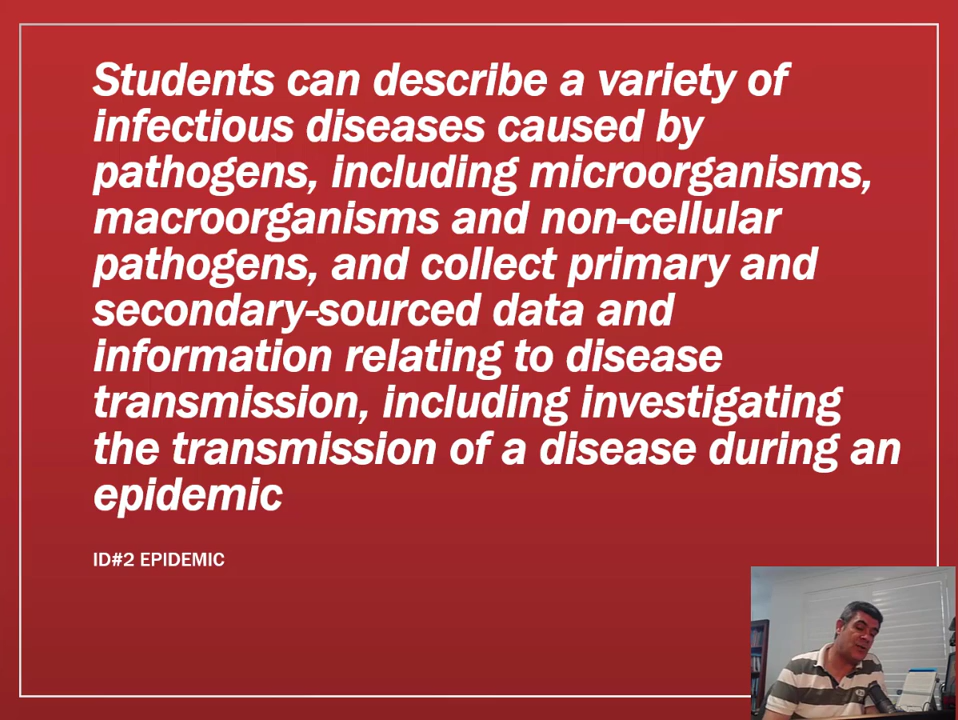 Students can describe a variety of
infectious diseases caused by
pathogens, including microorganisms,
macroorganisms and non-cellular
pathogens, and collect primary and
secondary-sourced data and
information relating to disease
transmission, including investigating
the transmission of a disease during an
epidemic
ID#2 EPIDEMIC